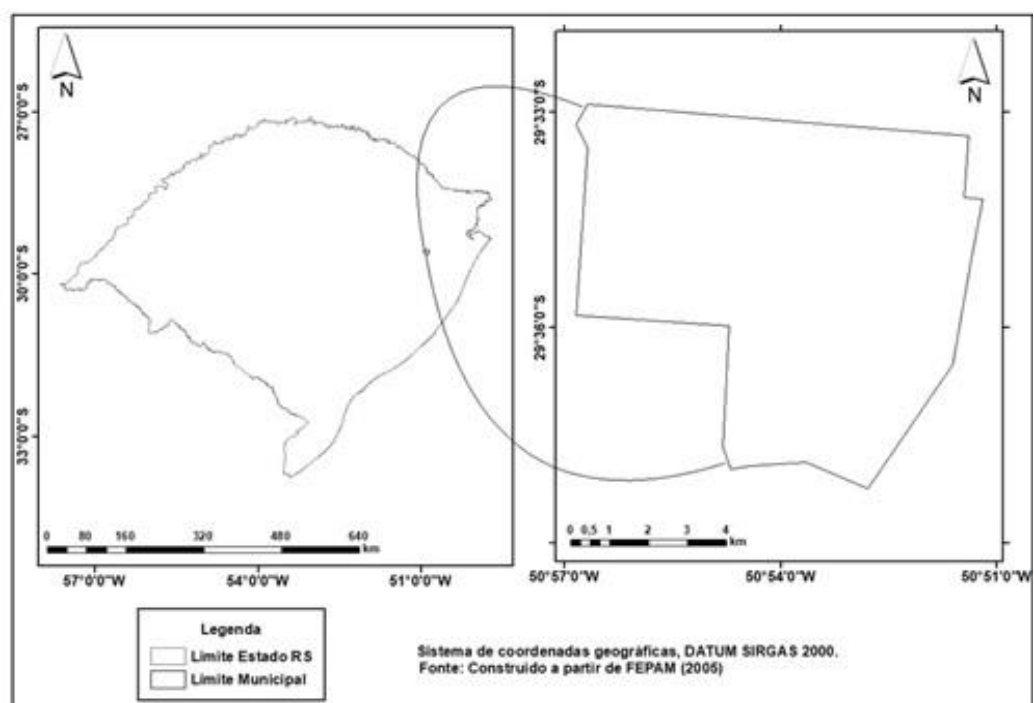 N
N
27°0'0"S
30°0'0"S
33°0'0"S
29°33'0"S
29°36'0"S
0 80 160 320 480 640
km
0 0,5 1 2 3 4
km
57°0'0"W
54°0'0"W
51°0'0"W
50°57'0"W
50°54'0"W
50°51'0"W
Legenda
Limite Estado RS
Limite Municipal
Sistema de coordenadas geográficas, DATUM SIRGAS 2000.
Fonte: Construido a partir de FEPAM (2005)